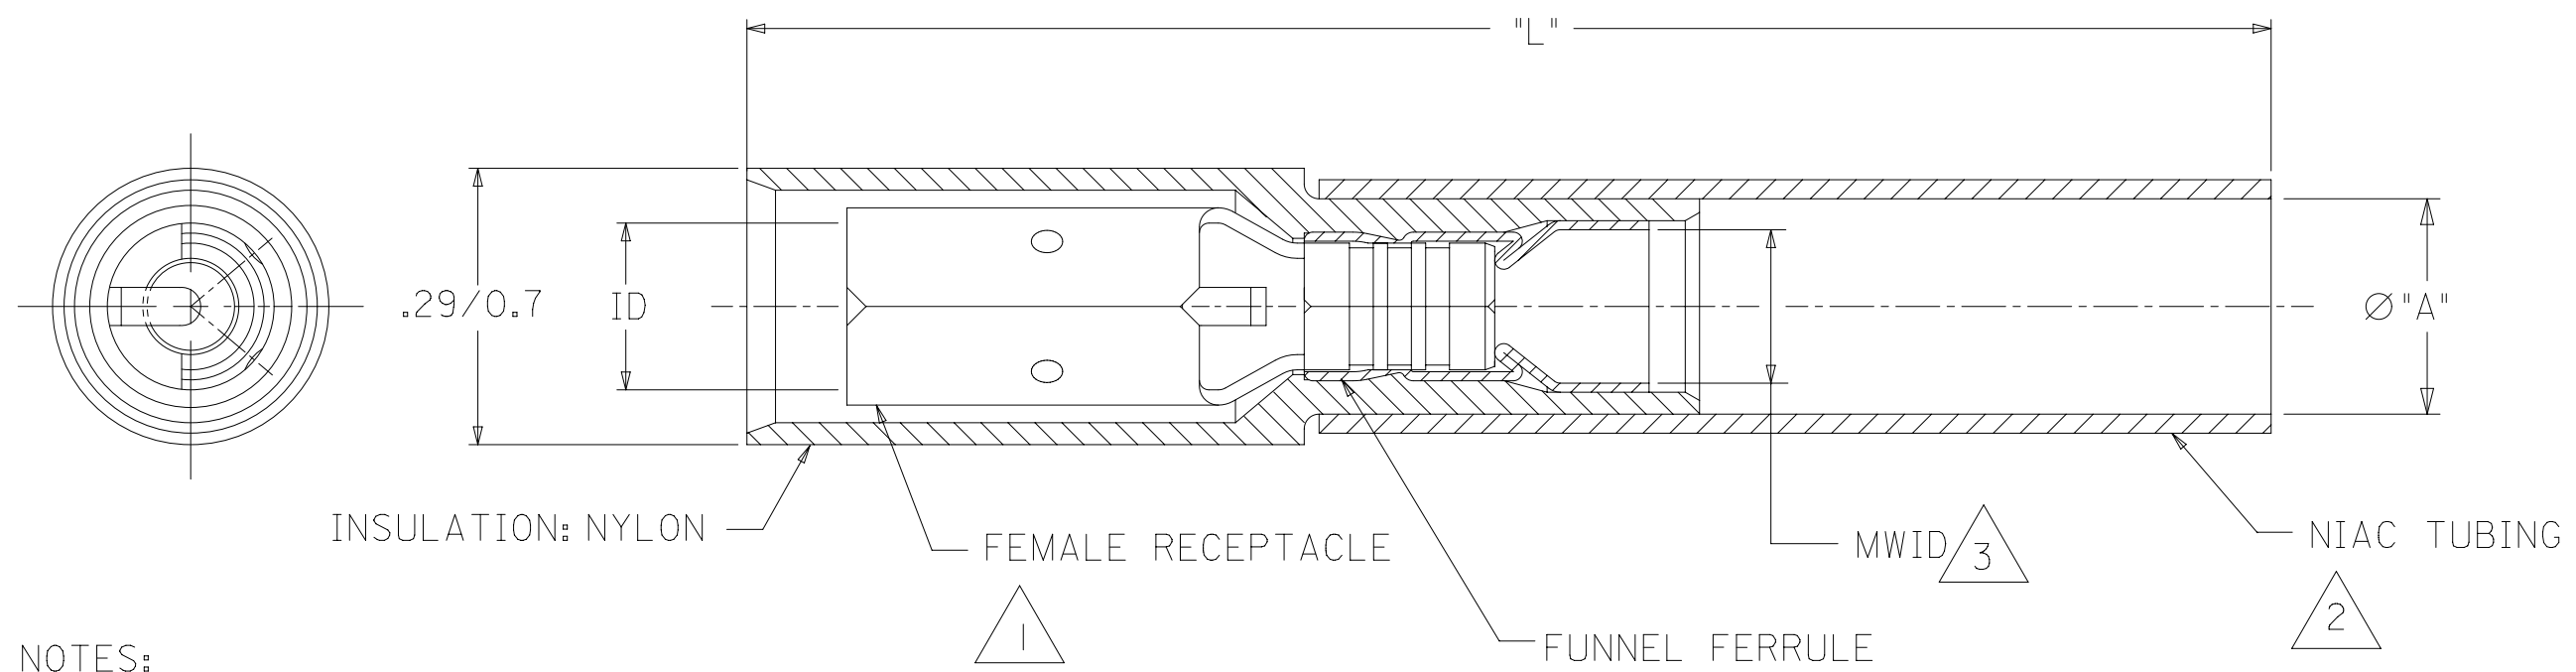 "L"
.29/0.7
ID
Ø"A"
INSULATION: NYLON
FEMALE RECEPTACLE
1
MWID
3
NIAC TUBING
2
FUNNEL FERRULE
NOTES: